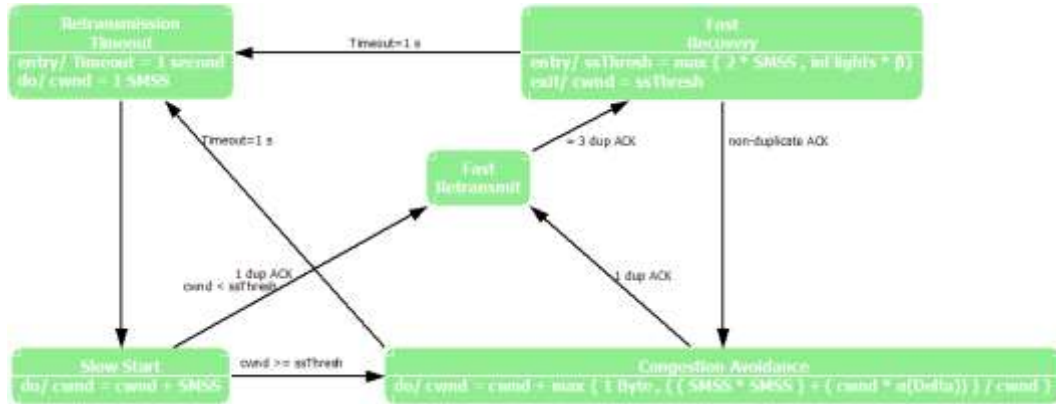 Retransmission
Timeout
entry/ Timeout = 1 second
do/ cwnd = 1 SMSS
Fast
Recovery
entry/ ssThresh = max ( 2 * SMSS , inFlights * β)
exit/ cwnd = ssThresh
Timeout=1 s
Timeout=1 s
= 3 dup ACK
non-duplicate ACK
Fast
Retransmit
1 dup ACK
cwnd < ssThresh
1 dup ACK
Slow Start
do/ cwnd = cwnd + SMSS
cwnd >= ssThresh
Congestion Avoidance
do/ cwnd = cwnd + max ( 1 Byte , ( ( SMSS * SMSS ) + ( cwnd * α(Delta)) ) / cwnd )